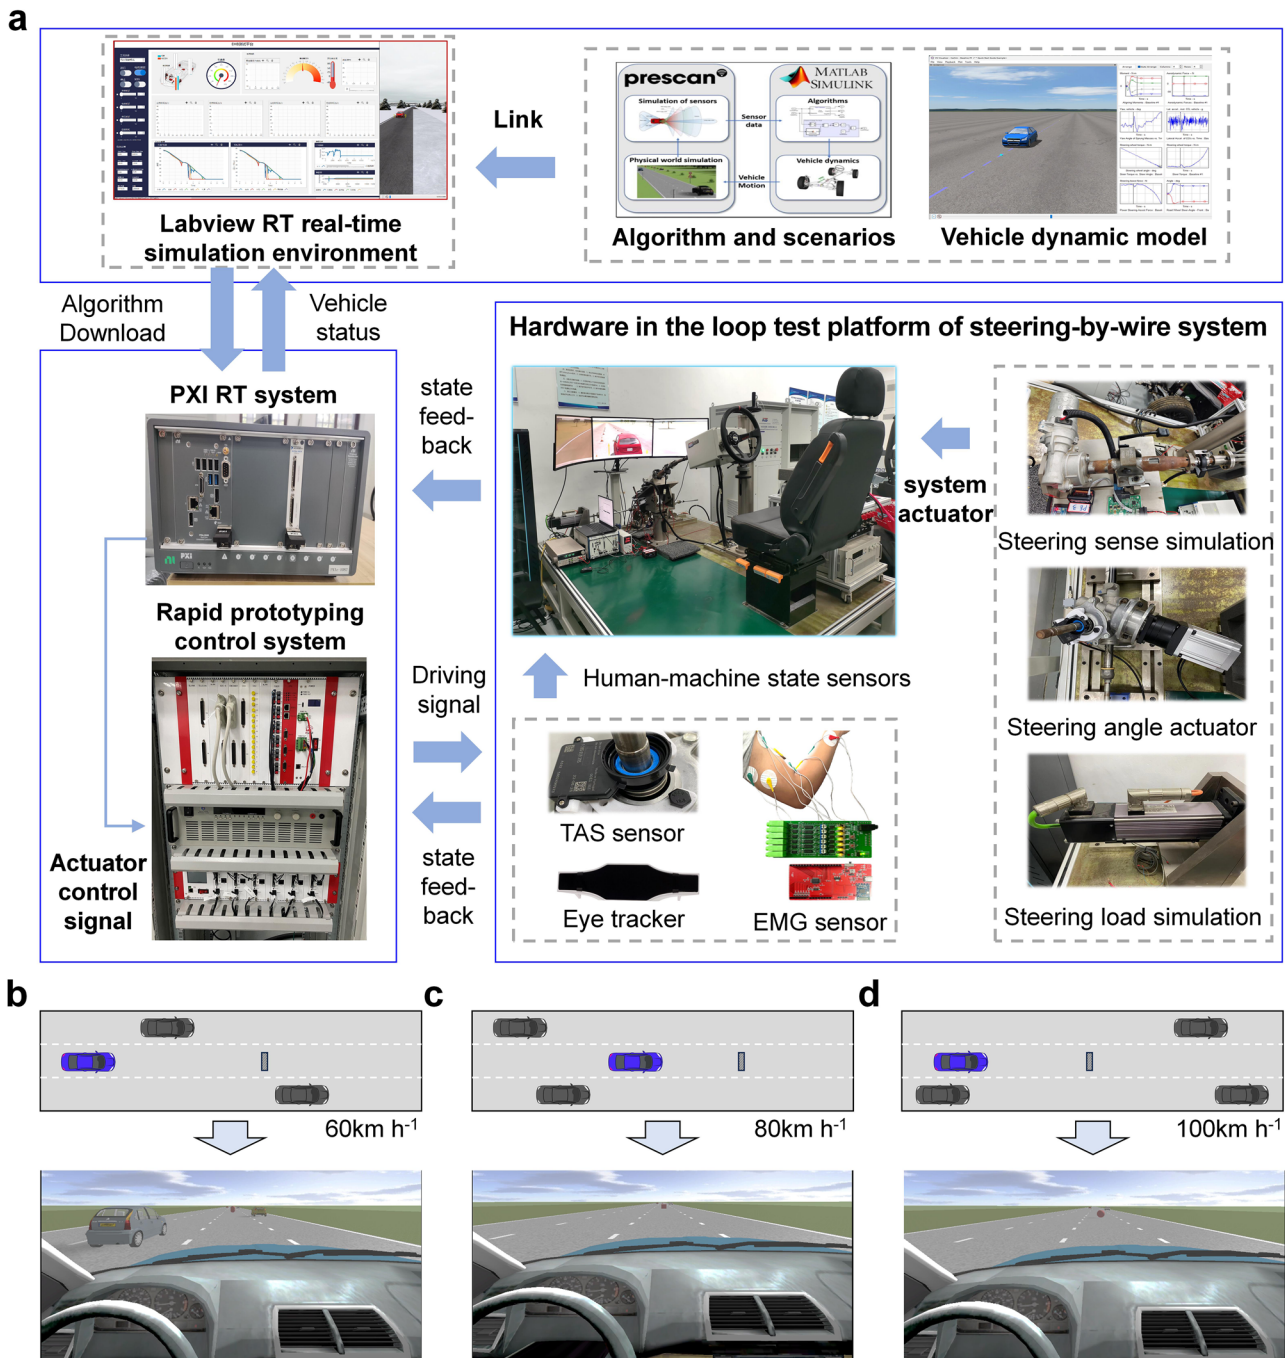 a
prescan
MATLAB
SIMULINK
Simulation of sensors
Sensor
data
Algorithms
Physical world simulation
Vehicle
Motion
Vehicle dynamics
Link
Labview RT real-time
simulation environment
Algorithm and scenarios
Vehicle dynamic model
Algorithm
Download
Vehicle
status
Hardware in the loop test platform of steering-by-wire system
PXI RT system
PXI
state
feed-
back
system
actuator
Steering sense simulation
Rapid prototyping
control system
Driving
signal
Human-machine state sensors
Steering angle actuator
TAS sensor
Actuator
control
signal
state
feed-
back
Eye tracker
EMG sensor
Steering load simulation
b
60km h⁻¹
c
80km h⁻¹
d
100km h⁻¹